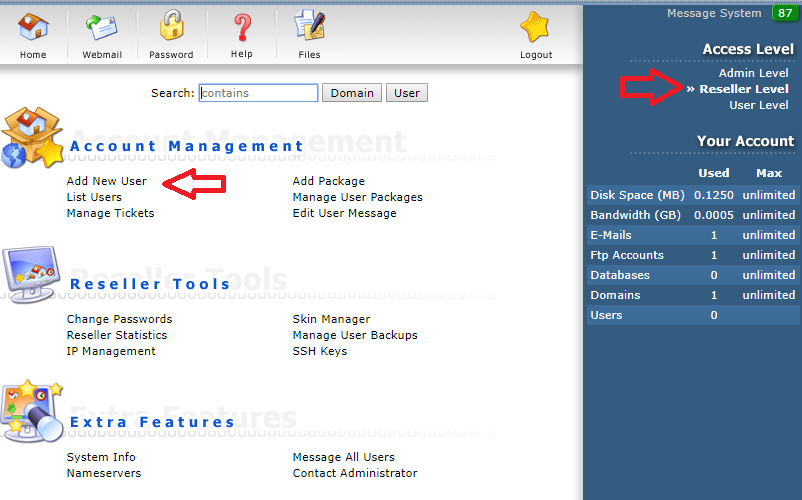 Message System 87
Home Webmail Password Help Files Logout
Access Level
Admin Level
» Reseller Level
User Level
Search: contains Domain User
Account Management
Add New User Add Package
List Users Manage User Packages
Manage Tickets Edit User Message
Your Account
Used Max
Disk Space (MB) 0.1250 unlimited
Bandwidth (GB) 0.0005 unlimited
E-Mails 1 unlimited
Ftp Accounts 1 unlimited
Databases 0 unlimited
Domains 1 unlimited
Users 0
Reseller Tools
Change Passwords Skin Manager
Reseller Statistics Manage User Backups
IP Management SSH Keys
Extra Features
System Info Message All Users
Nameservers Contact Administrator